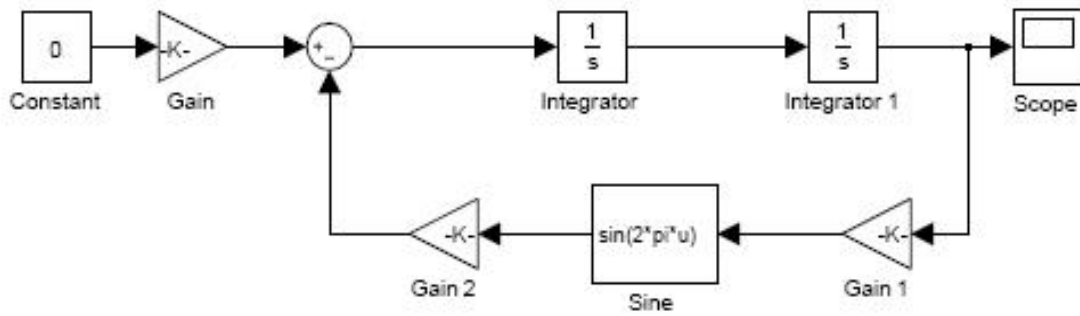 0
Constant
-K-
Gain
+
-
1
s
Integrator
1
s
Integrator 1
Scope
-K-
Gain 2
sin(2*pi*u)
Sine
-K-
Gain 1